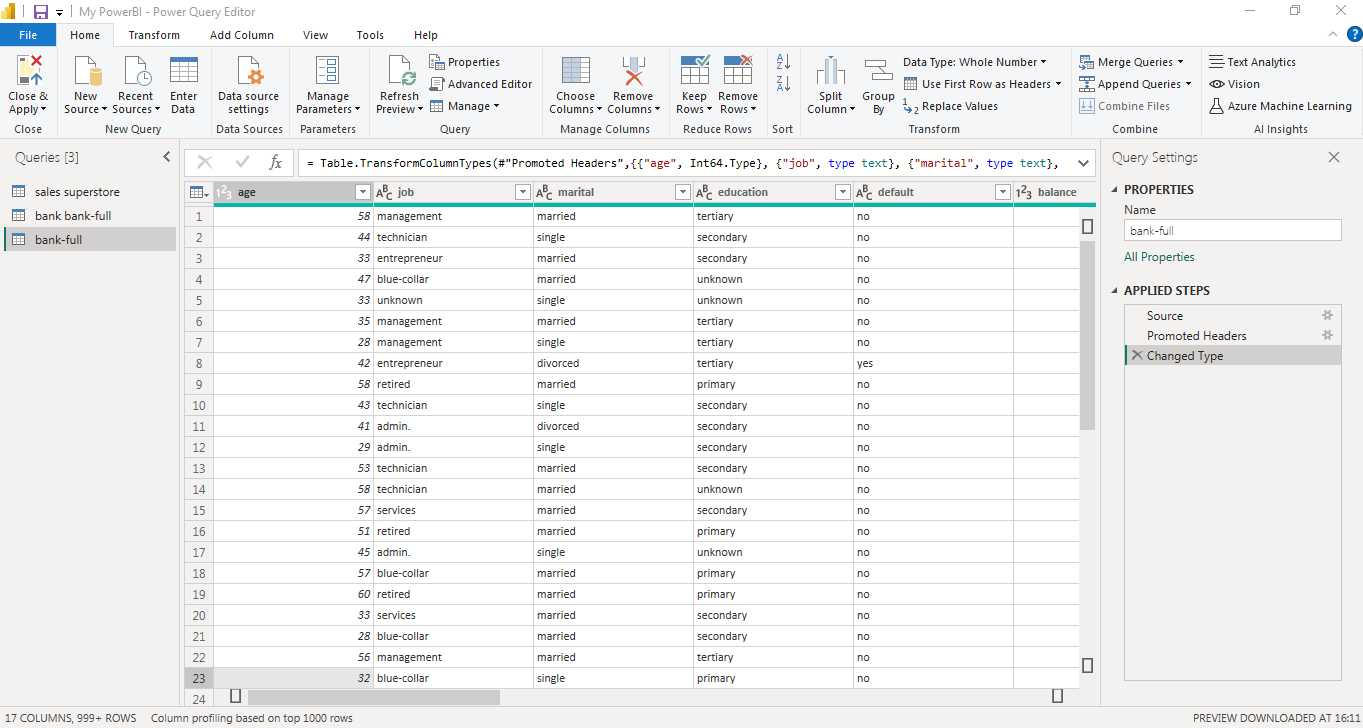 My PowerBI - Power Query Editor
File Home Transform Add Column View Tools Help ?
Close & Apply
New Source
Recent Sources
Enter Data
Data source settings
Manage Parameters
Refresh Preview
Properties
Advanced Editor
Manage
Choose Columns
Remove Columns
Keep Rows
Remove Rows
Split Column
Group By
Data Type: Whole Number
Use First Row as Headers
Replace Values
Merge Queries
Append Queries
Combine Files
Text Analytics
Vision
Azure Machine Learning
Close New Query Data Sources Parameters Query Manage Columns Reduce Rows Sort Transform Combine AI Insights
Queries [3]
sales superstore
bank bank-full
bank-full
fx = Table.TransformColumnTypes(#"Promoted Headers",{{"age", Int64.Type}, {"job", type text}, {"marital", type text},
123 age ABC job ABC marital ABC education ABC default 123 balance
1 58 management married tertiary no
2 44 technician single secondary no
3 33 entrepreneur married secondary no
4 47 blue-collar married unknown no
5 33 unknown single unknown no
6 35 management married tertiary no
7 28 management single tertiary no
8 42 entrepreneur divorced tertiary yes
9 58 retired married primary no
10 43 technician single secondary no
11 41 admin. divorced secondary no
12 29 admin. single secondary no
13 53 technician married secondary no
14 58 technician married unknown no
15 57 services married secondary no
16 51 retired married primary no
17 45 admin. single unknown no
18 57 blue-collar married primary no
19 60 retired married primary no
20 33 services married secondary no
21 28 blue-collar married secondary no
22 56 management married tertiary no
23 32 blue-collar single primary no
24
Query Settings
PROPERTIES
Name
bank-full
All Properties
APPLIED STEPS
Source
Promoted Headers
Changed Type
17 COLUMNS, 999+ ROWS Column profiling based on top 1000 rows
PREVIEW DOWNLOADED AT 16:11